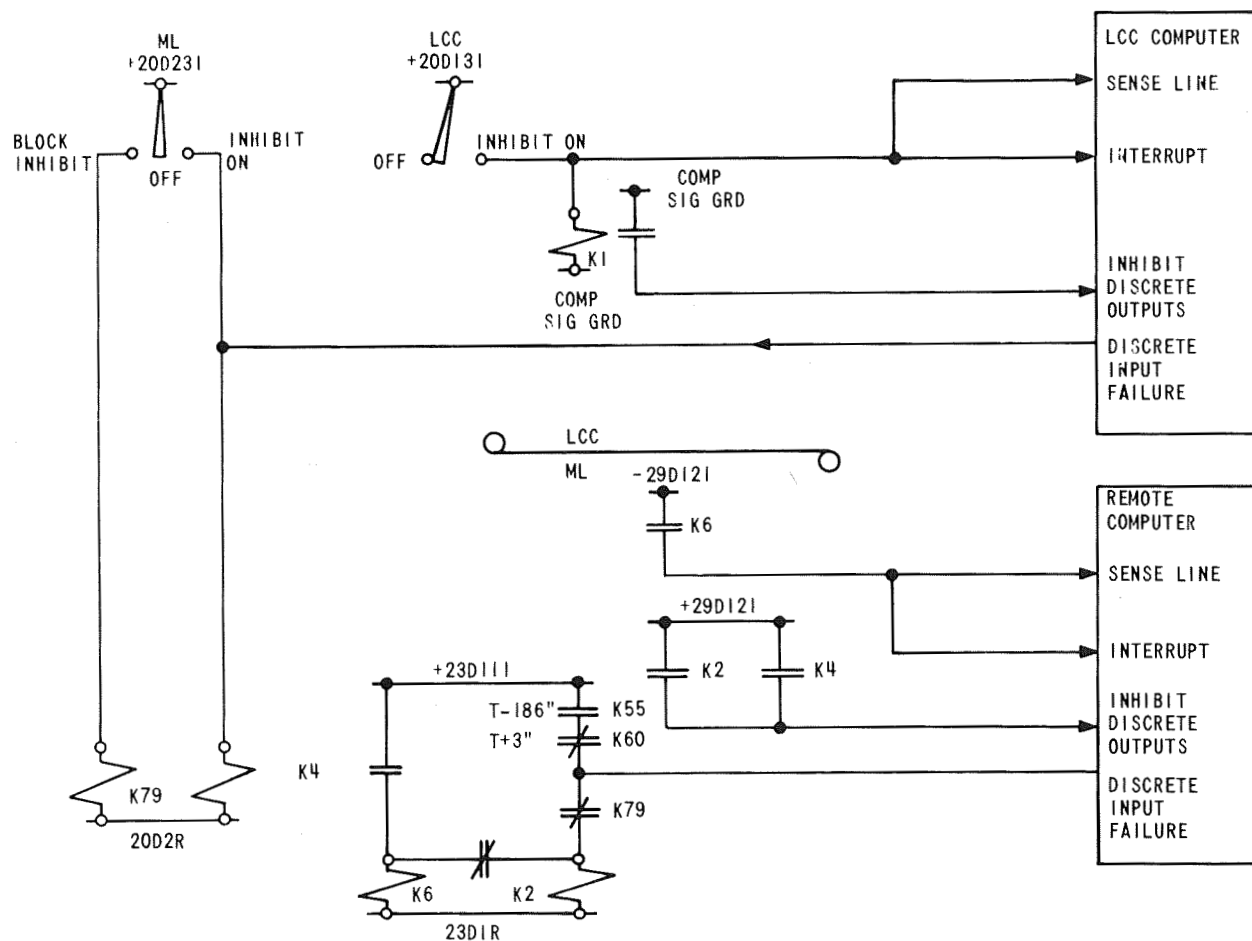 ML
+20D231
BLOCK
INHIBIT
OFF
INHIBIT
ON
LCC
+20D131
OFF
INHIBIT ON
COMP
SIG GRD
K1
COMP
SIG GRD
LCC COMPUTER
SENSE LINE
INTERRUPT
INHIBIT
DISCRETE
OUTPUTS
DISCRETE
INPUT
FAILURE
LCC
ML
-29D121
K6
REMOTE
COMPUTER
SENSE LINE
INTERRUPT
INHIBIT
DISCRETE
OUTPUTS
DISCRETE
INPUT
FAILURE
+29D121
K2
K4
+23D111
T-186"
K55
T+3"
K60
K4
K79
K79
20D2R
K6
K2
23D1R